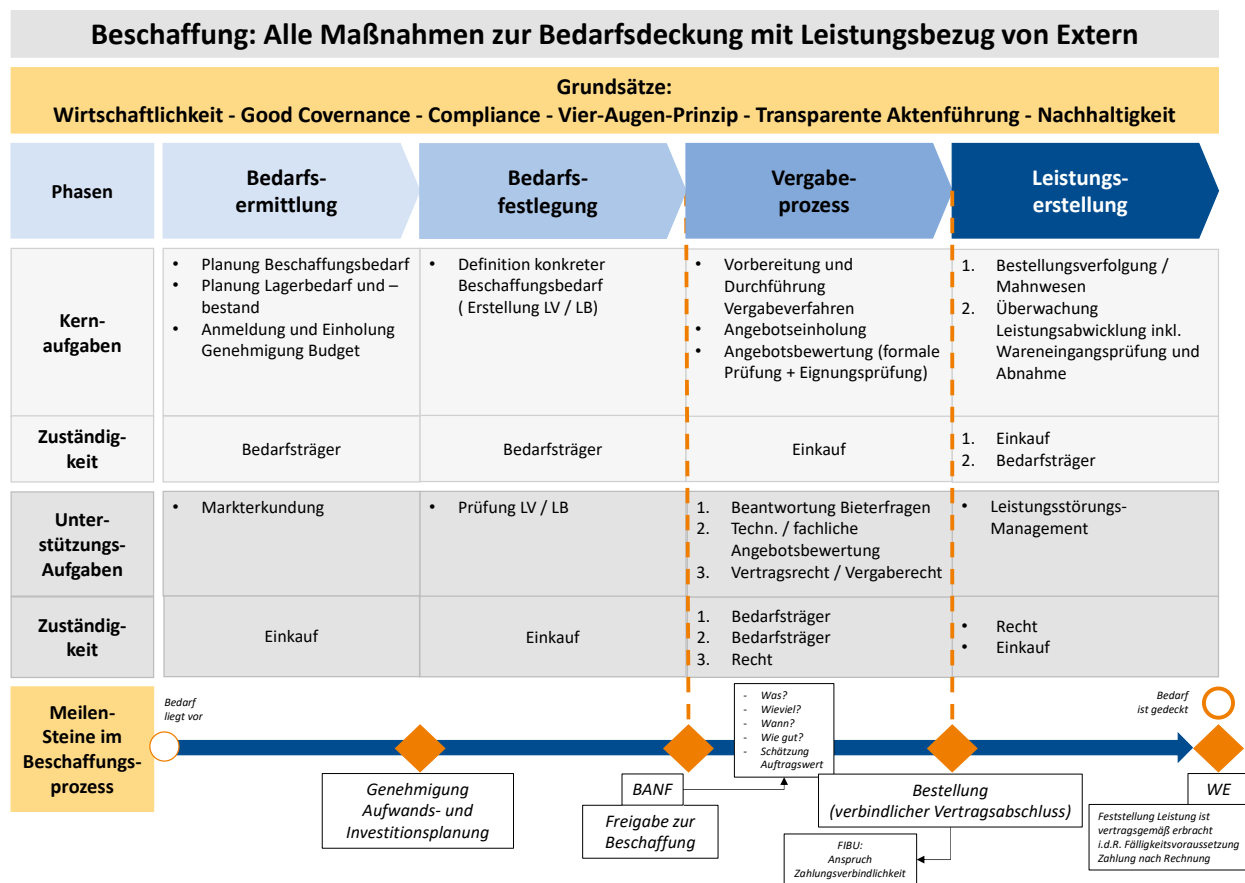 Beschaffung: Alle Maßnahmen zur Bedarfsdeckung mit Leistungsbezug von Extern
Grundsätze:
Wirtschaftlichkeit - Good Covernance - Compliance - Vier-Augen-Prinzip - Transparente Aktenführung - Nachhaltigkeit
Phasen
Bedarfs-
ermittlung
Bedarfs-
festlegung
Vergabe-
prozess
Leistungs-
erstellung
Kern-
aufgaben
• Planung Beschaffungsbedarf
• Planung Lagerbedarf und –
bestand
• Anmeldung und Einholung
Genehmigung Budget
• Definition konkreter
Beschaffungsbedarf
( Erstellung LV / LB)
• Vorbereitung und
Durchführung
Vergabeverfahren
• Angebotseinholung
• Angebotsbewertung (formale
Prüfung + Eignungsprüfung)
1. Bestellungsverfolgung /
Mahnwesen
2. Überwachung
Leistungsabwicklung inkl.
Wareneingangsprüfung und
Abnahme
Zuständig-
keit
Bedarfsträger
Bedarfsträger
Einkauf
1. Einkauf
2. Bedarfsträger
Unter-
stützungs-
Aufgaben
• Markterkundung
• Prüfung LV / LB
1. Beantwortung Bieterfragen
2. Techn. / fachliche
Angebotsbewertung
3. Vertragsrecht / Vergaberecht
• Leistungsstörungs-
Management
Zuständig-
keit
Einkauf
Einkauf
1. Bedarfsträger
2. Bedarfsträger
3. Recht
• Recht
• Einkauf
Meilen-
Steine im
Beschaffungs-
prozess
Bedarf
liegt vor
Genehmigung
Aufwands- und
Investitionsplanung
BANF
Freigabe zur
Beschaffung
- Was?
- Wieviel?
- Wann?
- Wie gut?
- Schätzung
Auftragswert
Bestellung
(verbindlicher Vertragsabschluss)
FIBU:
Anspruch
Zahlungsverbindlichkeit
Bedarf
ist gedeckt
WE
Feststellung Leistung ist
vertragsgemäß erbracht
i.d.R. Fälligkeitsvoraussetzung
Zahlung nach Rechnung